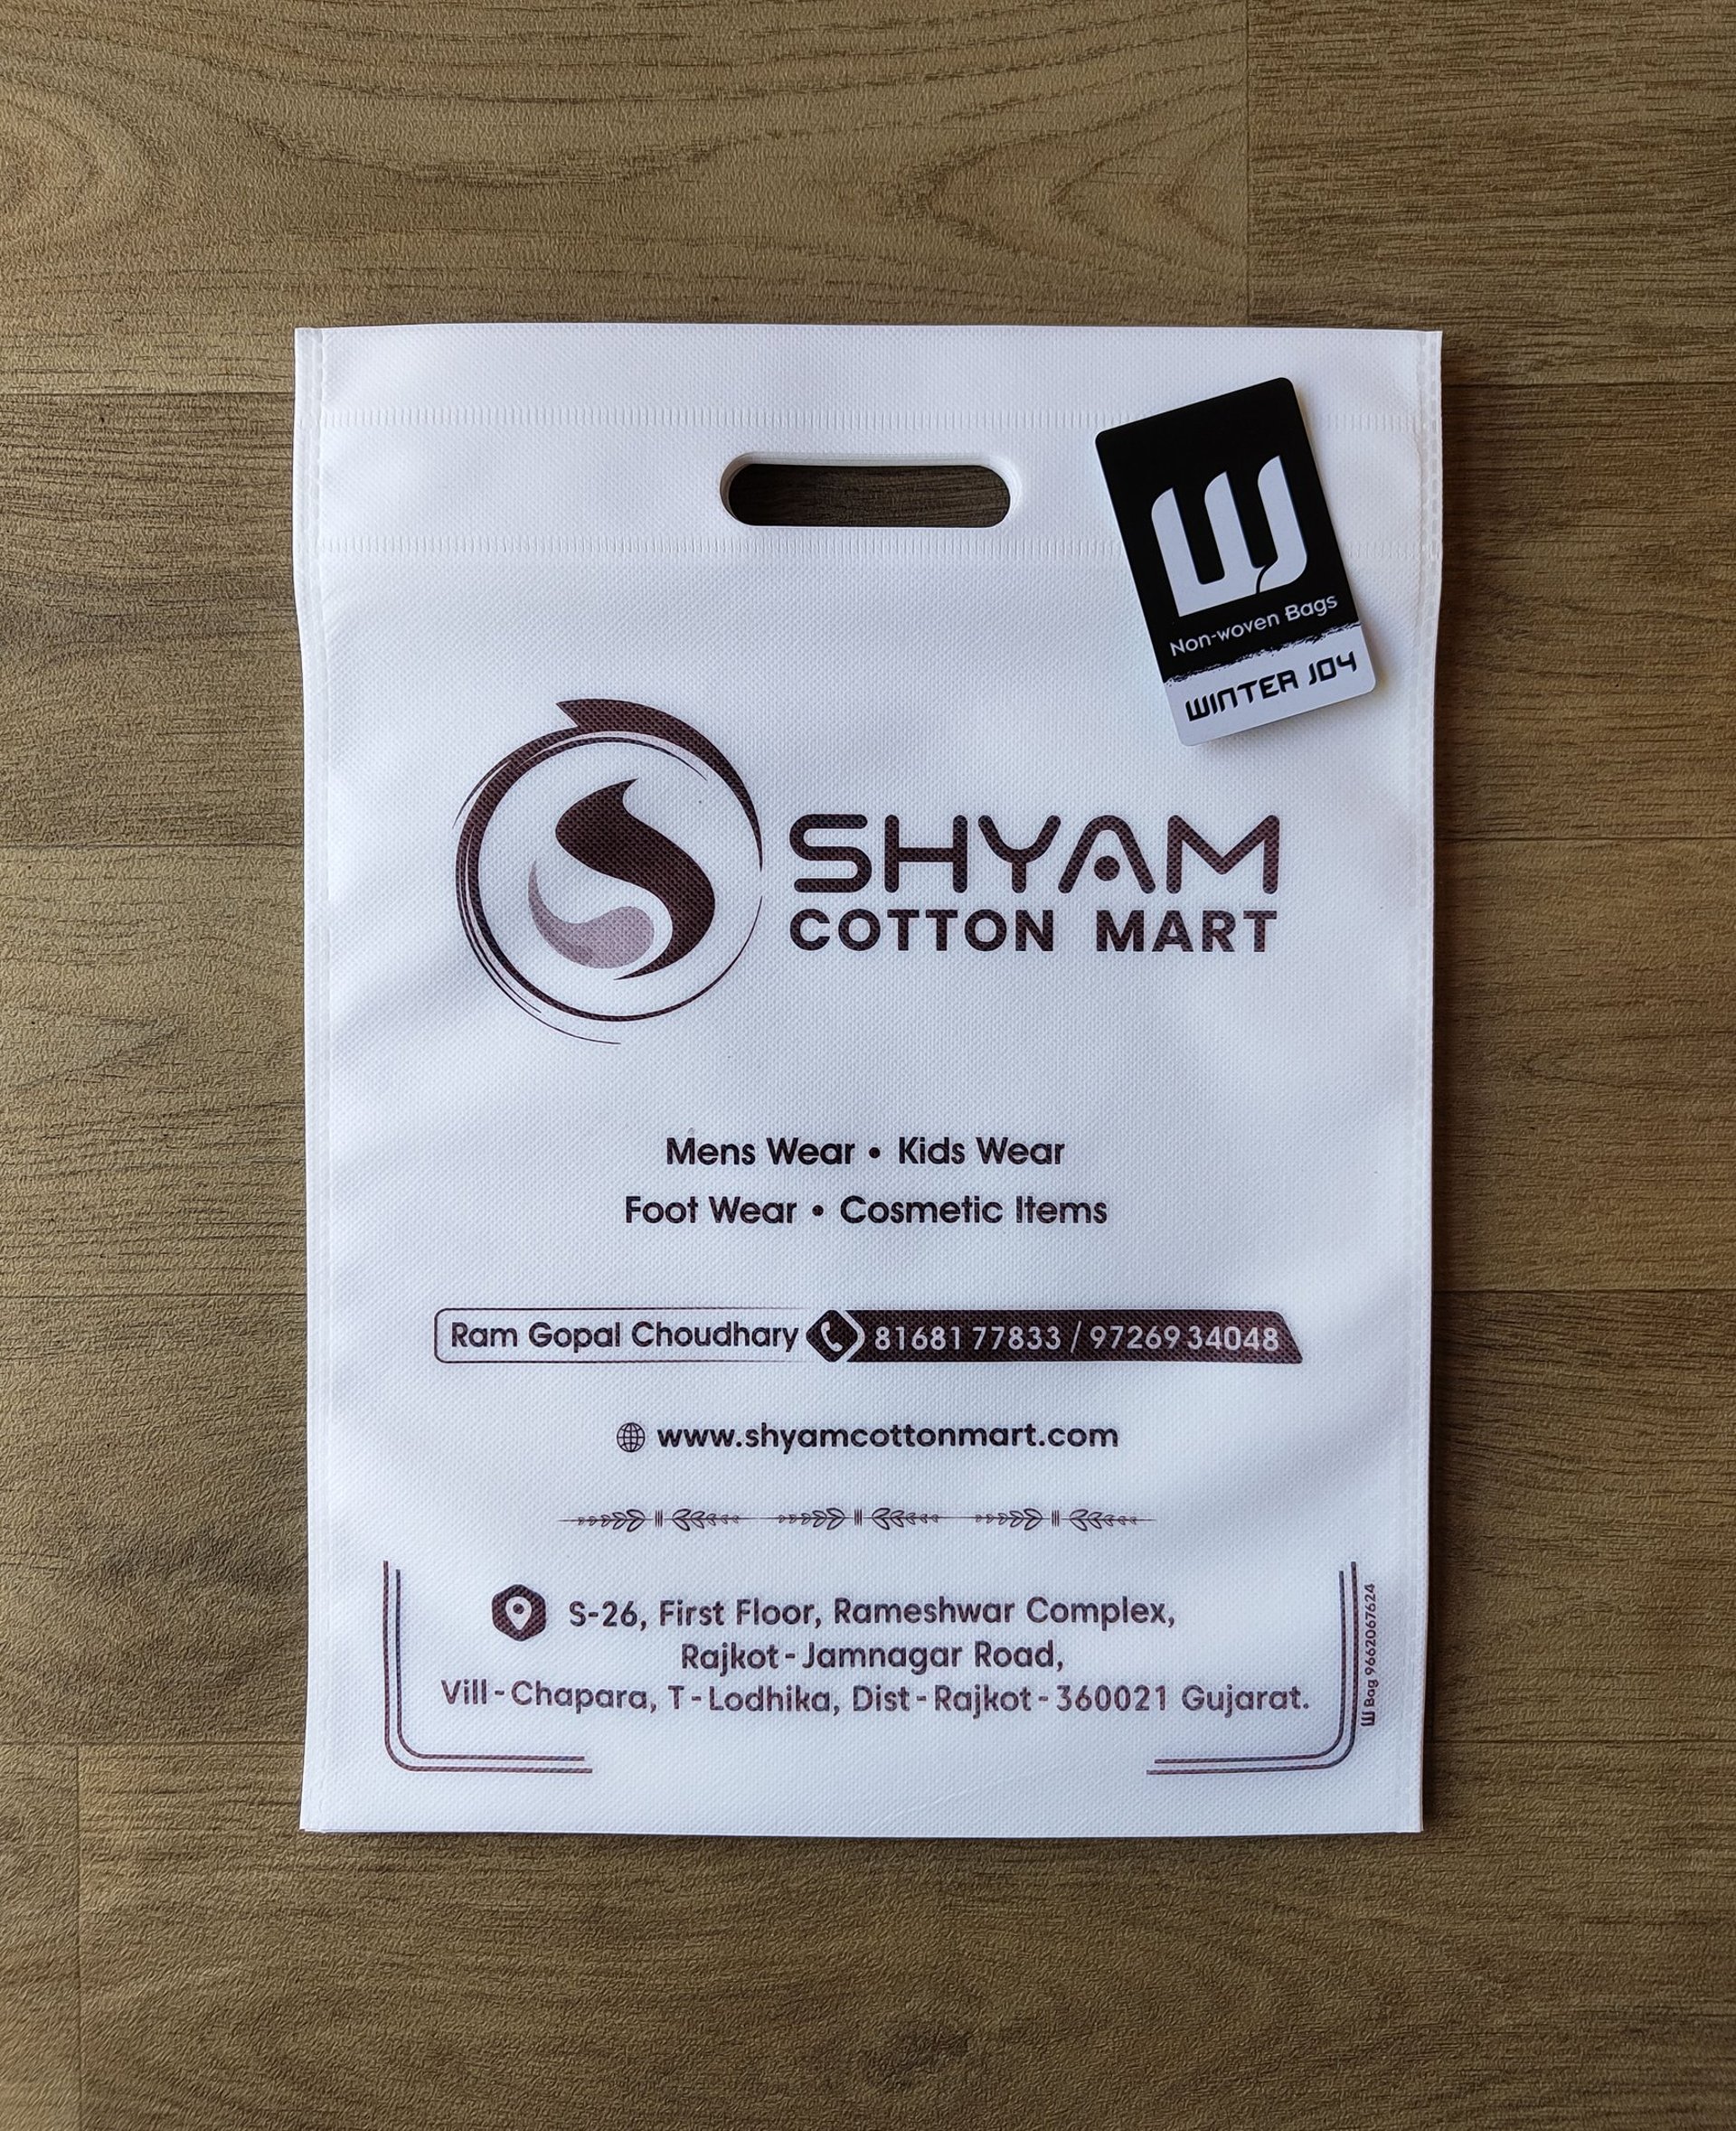 W
Non-woven Bags
WINTER JOY
S
SHYAM
COTTON MART
Mens Wear • Kids Wear
Foot Wear • Cosmetic Items
Ram Gopal Choudhary 81681 77833 / 97269 34048
www.shyamcottonmart.com
S-26, First Floor, Rameshwar Complex,
Rajkot-Jamnagar Road,
Vill-Chapara, T-Lodhika, Dist-Rajkot-360021 Gujarat.
W Bag 9662067624